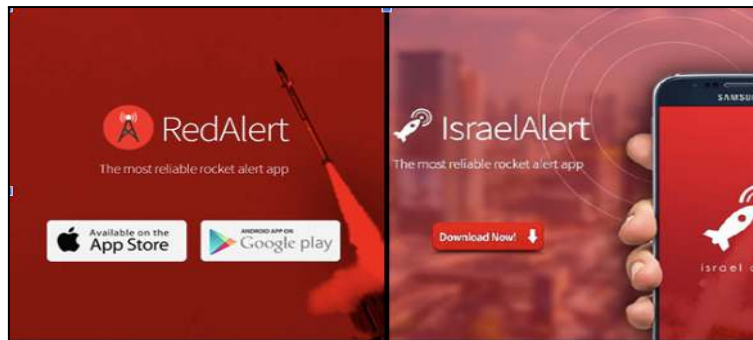 RedAlert
The most reliable rocket alert app
Available on the
App Store
ANDROID APP ON
Google play
IsraelAlert
The most reliable rocket alert app
Download Now!
SAMSU
israel